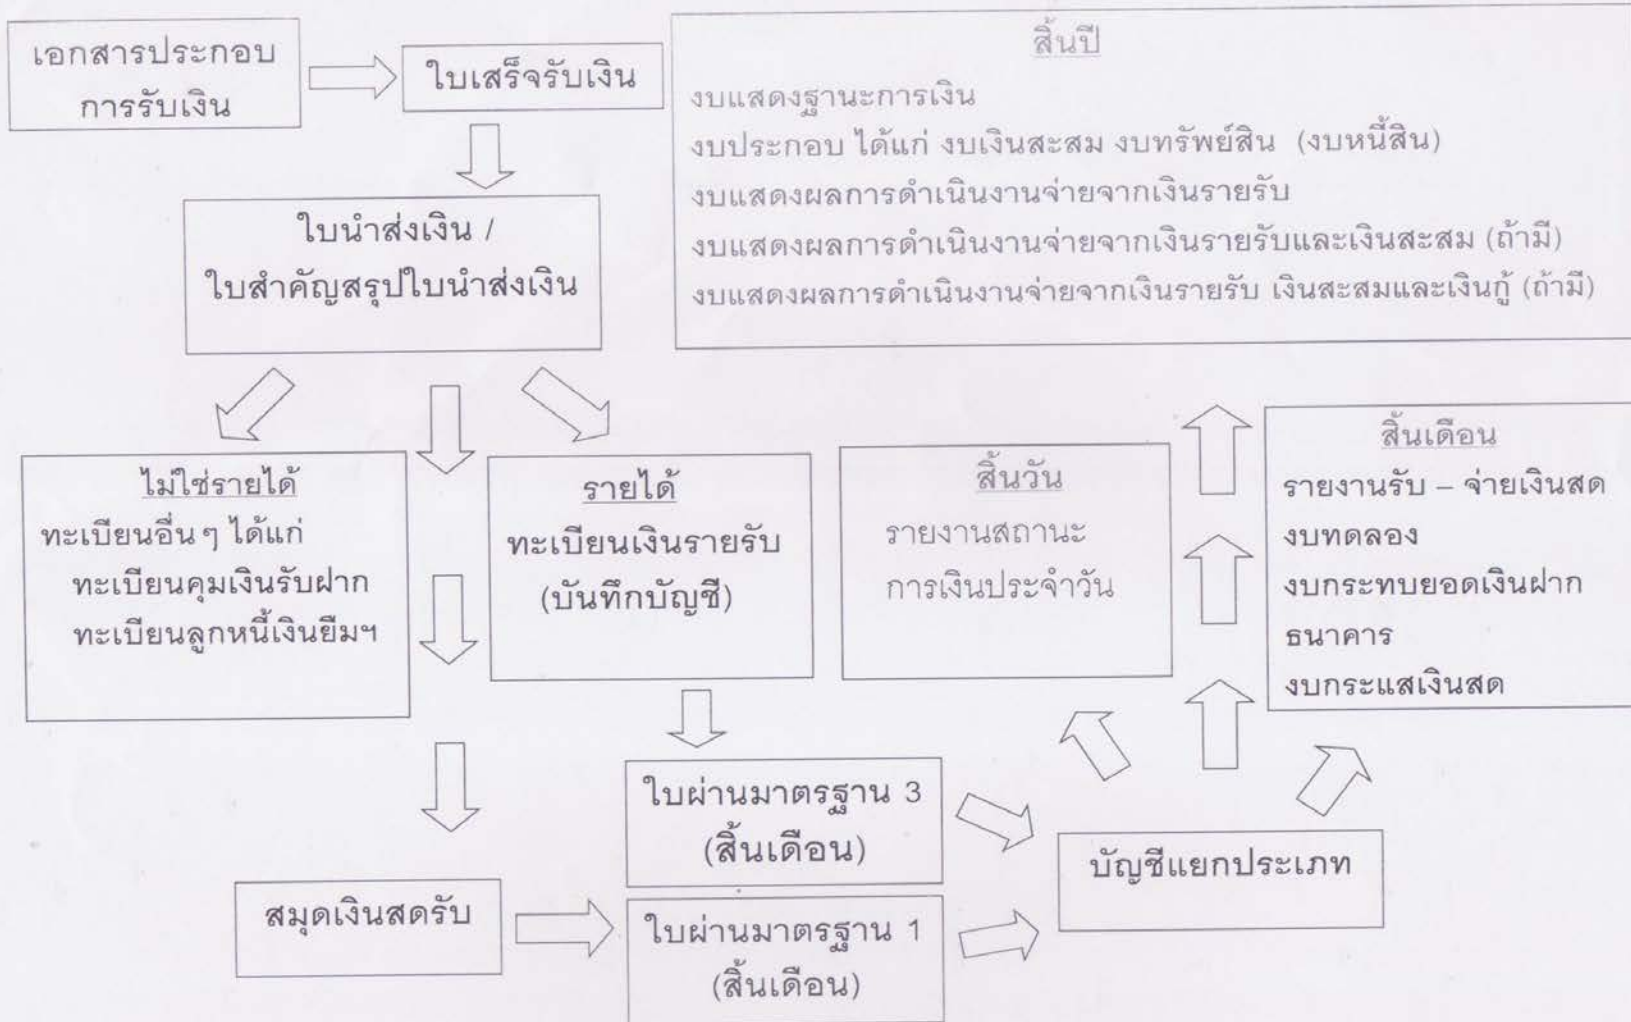 เอกสารประกอบ
การรับเงิน
ใบเสร็จรับเงิน
สิ้นปี
งบแสดงฐานะการเงิน
งบประกอบ ได้แก่ งบเงินสะสม งบทรัพย์สิน (งบหนี้สิน)
งบแสดงผลการดำเนินงานจ่ายจากเงินรายรับ
งบแสดงผลการดำเนินงานจ่ายจากเงินรายรับและเงินสะสม (ถ้ามี)
งบแสดงผลการดำเนินงานจ่ายจากเงินรายรับ เงินสะสมและเงินกู้ (ถ้ามี)
ใบนำส่งเงิน /
ใบสำคัญสรุปใบนำส่งเงิน
ไม่ใช่รายได้
ทะเบียนอื่นๆ ได้แก่
ทะเบียนคุมเงินรับฝาก
ทะเบียนลูกหนี้เงินยืมฯ
รายได้
ทะเบียนเงินรายรับ
(บันทึกบัญชี)
สิ้นวัน
รายงานสถานะ
การเงินประจำวัน
สิ้นเดือน
รายงานรับ – จ่ายเงินสด
งบทดลอง
งบกระทบยอดเงินฝาก
ธนาคาร
งบกระแสเงินสด
ใบผ่านมาตรฐาน 3
(สิ้นเดือน)
บัญชีแยกประเภท
สมุดเงินสดรับ
ใบผ่านมาตรฐาน 1
(สิ้นเดือน)